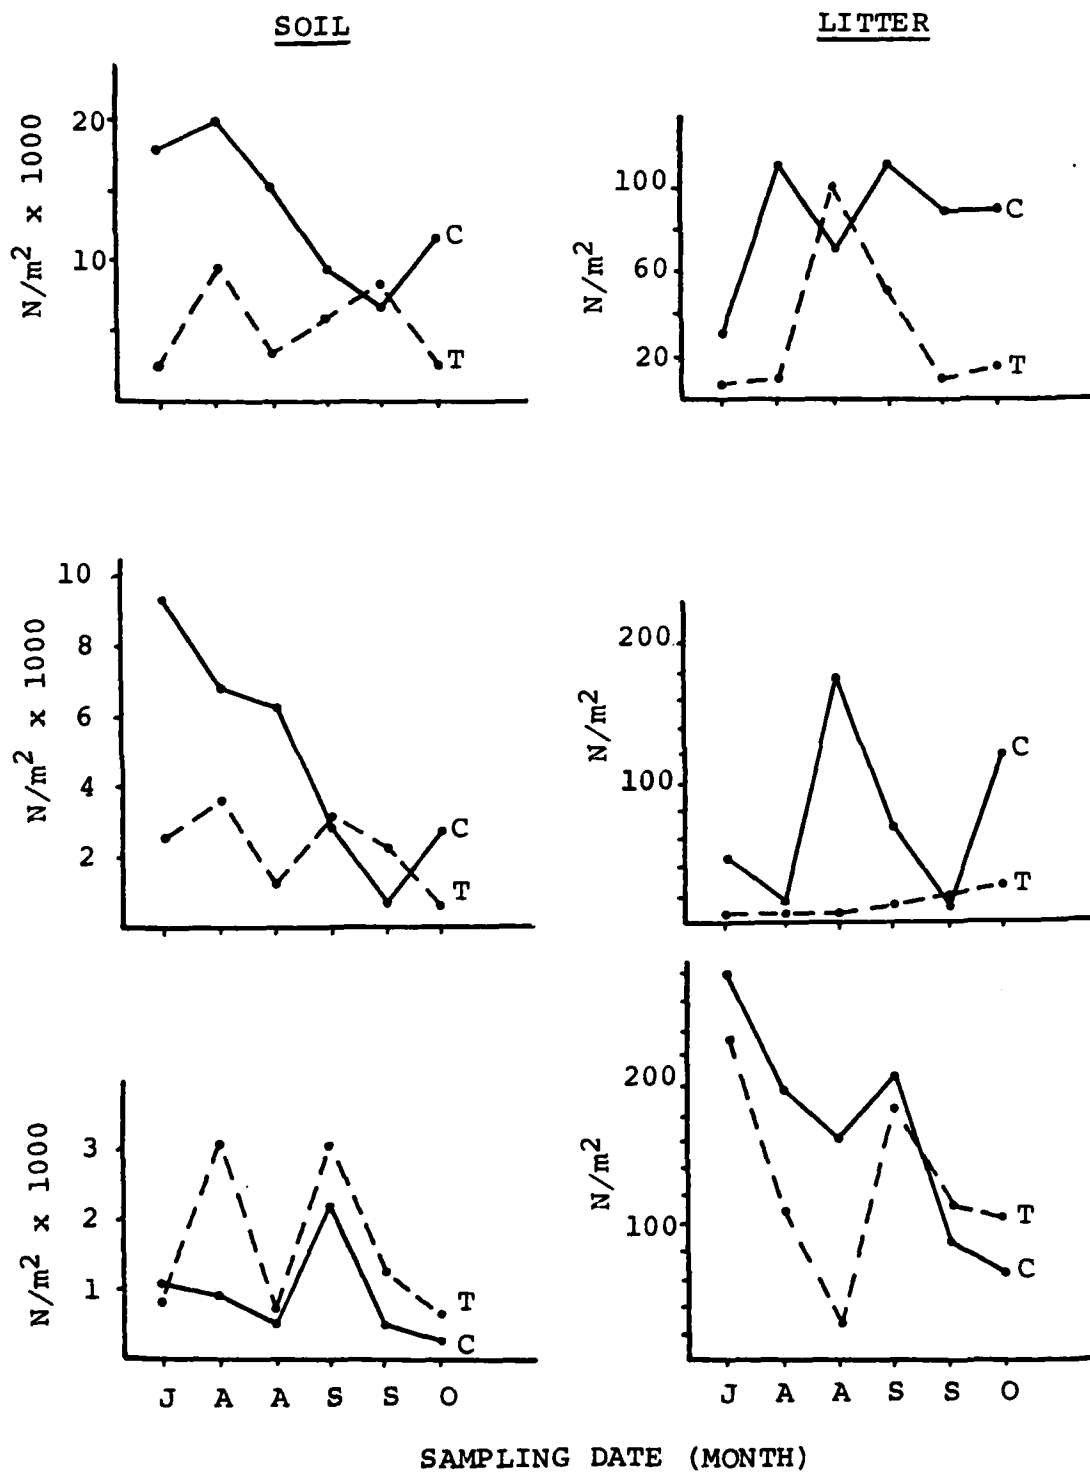 SOIL
LITTER
N/m² x 1000
20
10
C
T
N/m²
100
60
20
C
T
N/m² x 1000
10
8
6
4
2
C
T
N/m²
200
100
C
T
N/m² x 1000
3
2
1
T
C
J A A S S O
N/m²
200
100
T
C
J A A S S O
SAMPLING DATE (MONTH)